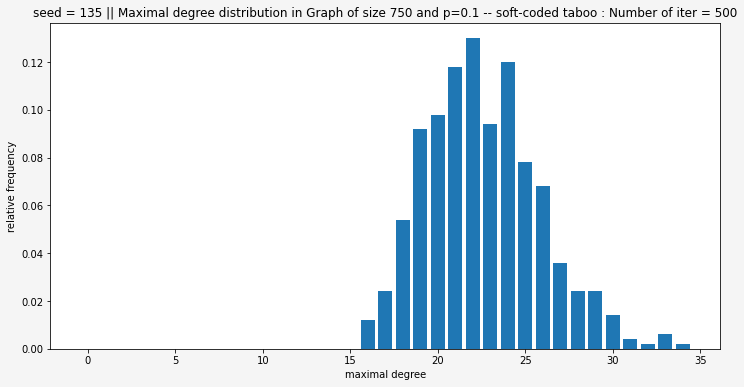 seed = 135 || Maximal degree distribution in Graph of size 750 and p=0.1 -- soft-coded taboo : Number of iter = 500
0.12
0.10
0.08
0.06
0.04
0.02
0.00
relative frequency
0 5 10 15 20 25 30 35
maximal degree